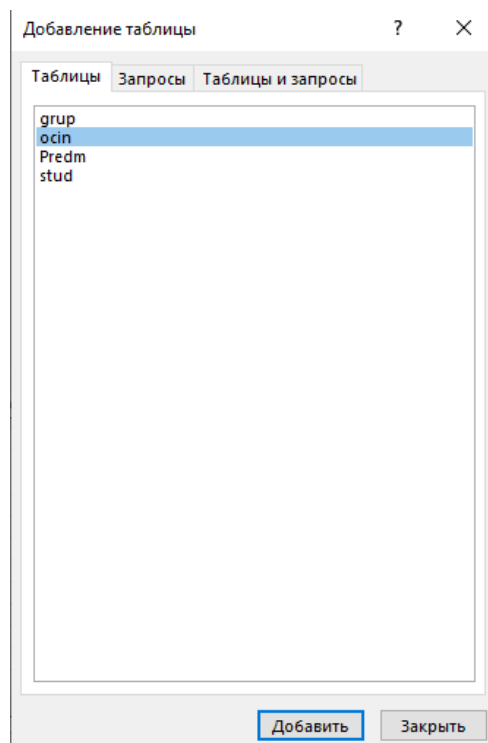 Добавление таблицы ? ×
Таблицы Запросы Таблицы и запросы
grup
ocin
Predm
stud
Добавить Закрыть